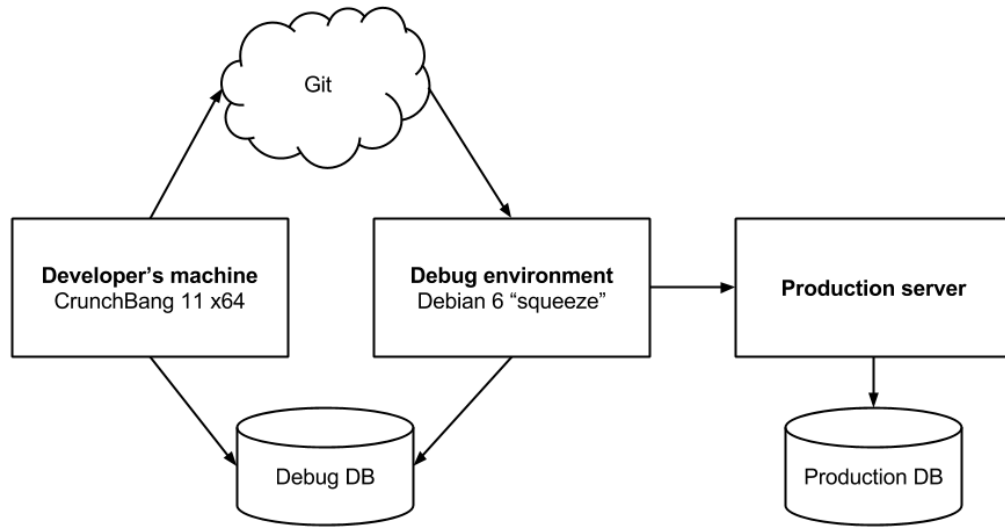 Git
Developer’s machine
CrunchBang 11 x64
Debug environment
Debian 6 “squeeze”
Production server
Debug DB
Production DB